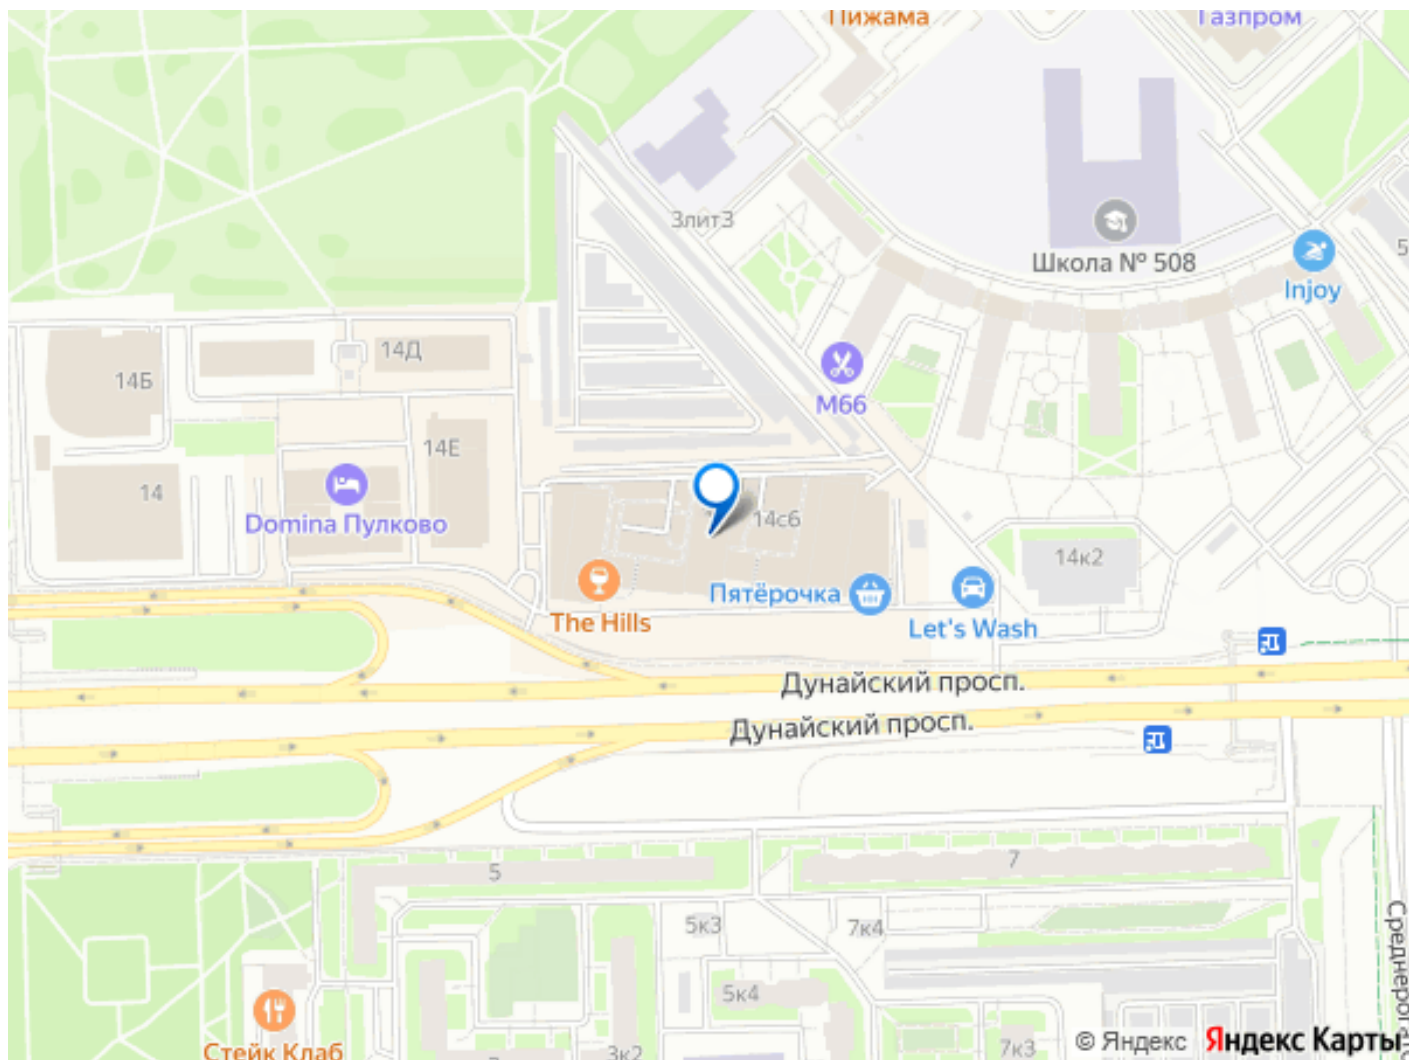 Пижама
Газпром
3лит3
Школа № 508
Injoy
14Д
14Б
М66
14Е
14
Domina Пулково
14с6
14к2
Пятёрочка
The Hills
Let's Wash
Дунайский просп.
Дунайский просп.
5
7
5к3
7к4
5к4
Стейк Клаб
3к2
7к3
© Яндекс
Яндекс Карты